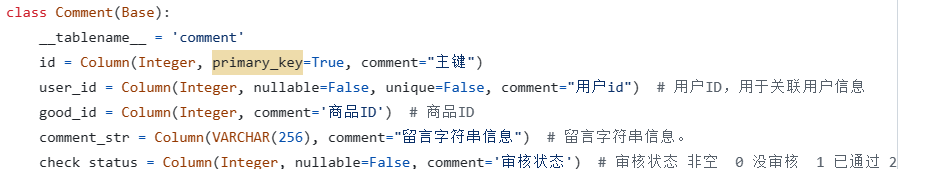 class Comment(Base):
    __tablename__ = 'comment'
    id = Column(Integer, primary_key=True, comment="主键")
    user_id = Column(Integer, nullable=False, unique=False, comment="用户id")  # 用户ID，用于关联用户信息
    good_id = Column(Integer, comment='商品ID')  # 商品ID
    comment_str = Column(VARCHAR(256), comment="留言字符串信息")  # 留言字符串信息。
    check_status = Column(Integer, nullable=False, comment='审核状态')  # 审核状态 非空  0 没审核  1 已通过 2